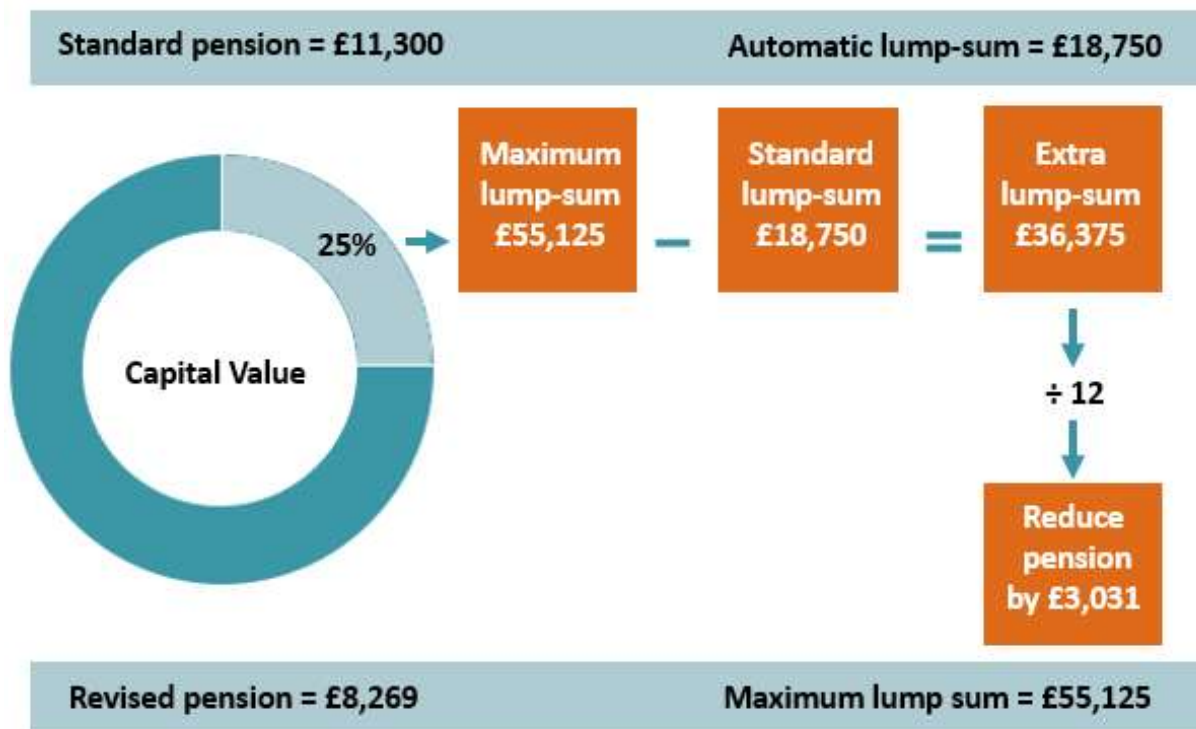 Standard pension = £11,300
Automatic lump-sum = £18,750
Maximum
lump-sum
£55,125
–
Standard
lump-sum
£18,750
=
Extra
lump-sum
£36,375
25%
Capital Value
÷ 12
Reduce
pension
by £3,031
Revised pension = £8,269
Maximum lump sum = £55,125